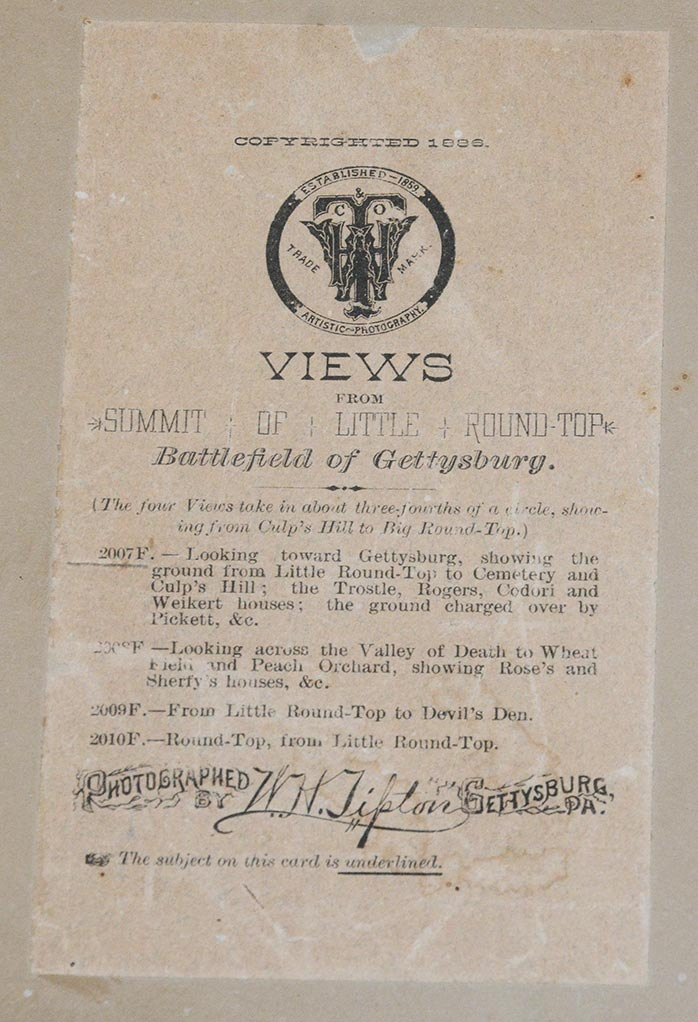 COPYRIGHTED 1886.
ESTABLISHED-1859.
& CO
TRADE MARK.
ARTISTIC-PHOTOGRAPHY.
VIEWS
FROM
SUMMIT OF LITTLE ROUND-TOP
Battlefield of Gettysburg.
(The four Views take in about three-fourths of a circle, show-
ing from Culp's Hill to Big Round-Top.)
2007F. — Looking toward Gettysburg, showing the
ground from Little Round-Top to Cemetery and
Culp's Hill; the Trostle, Rogers, Codori and
Weikert houses; the ground charged over by
Pickett, &c.
2008F —Looking across the Valley of Death to Wheat
Field and Peach Orchard, showing Rose's and
Sherfy's houses, &c.
2009F.—From Little Round-Top to Devil's Den.
2010F.—Round-Top, from Little Round-Top.
PHOTOGRAPHED BY W.H. Tipton GETTYSBURG, PA.
The subject on this card is underlined.